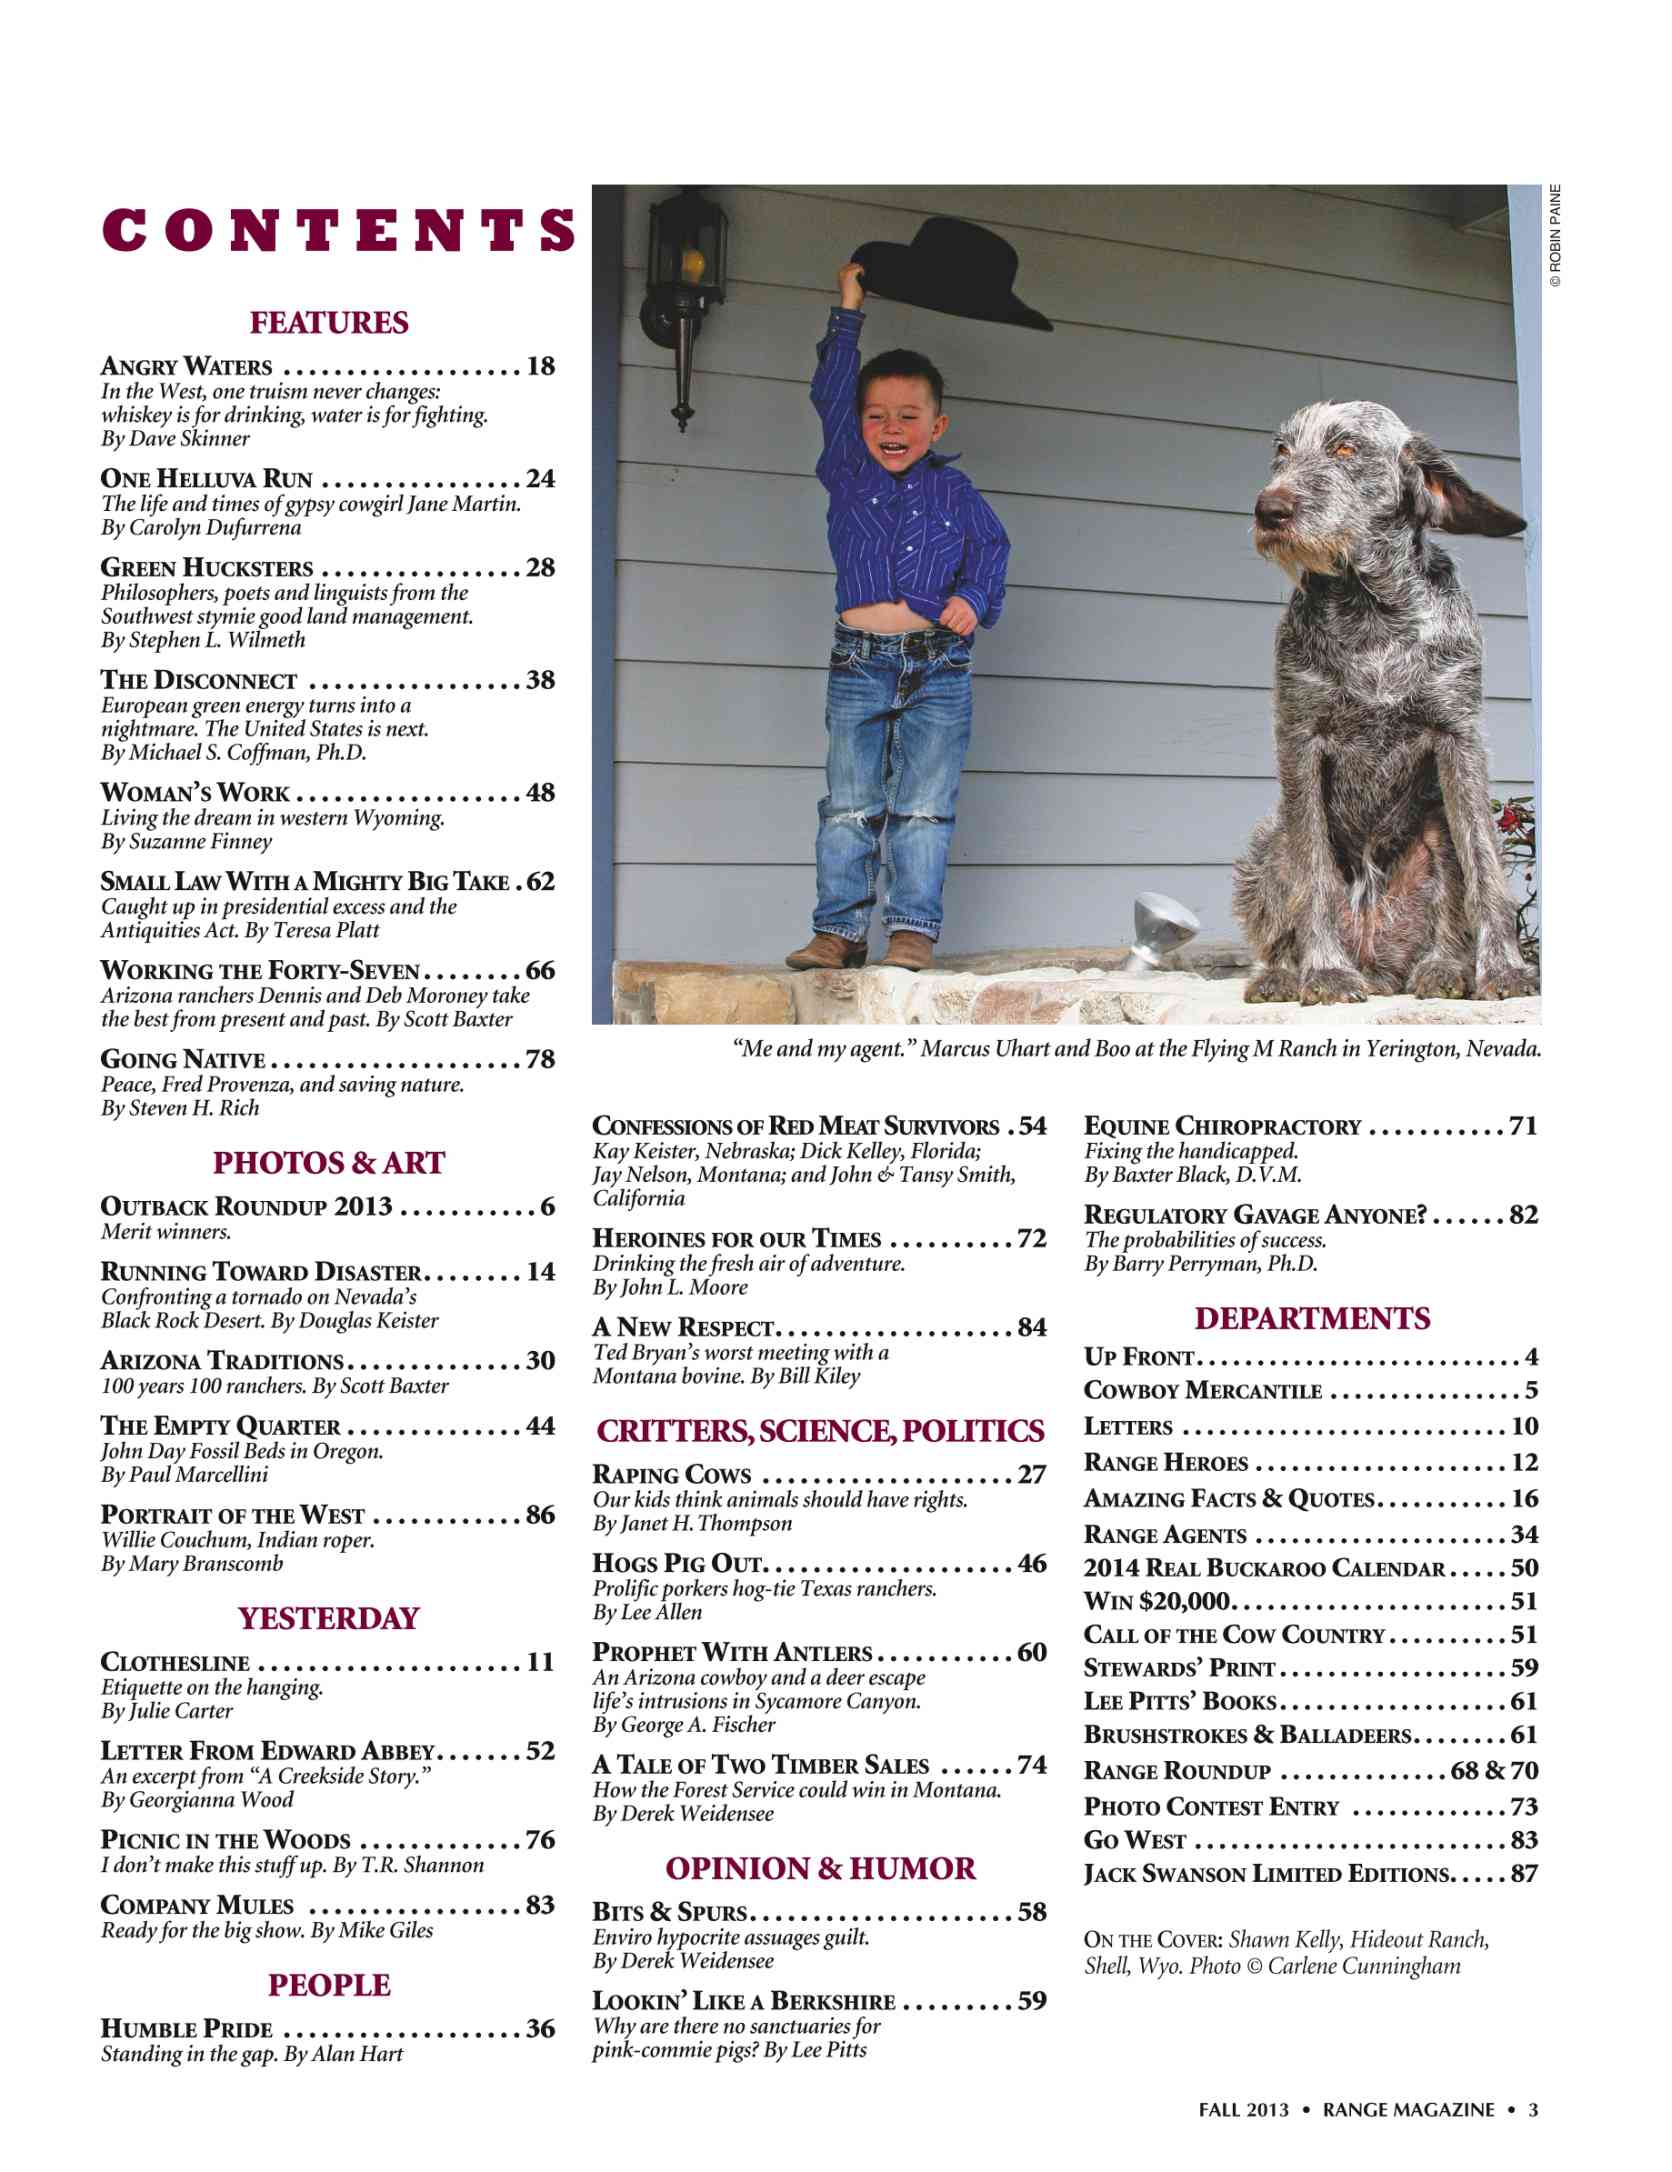 CONTENTS
FEATURES
ANGRY WATERS . . . . . . . . . . . . . . . . . . . 18
In the West, one truism never changes:
whiskey is for drinking, water is for fighting.
By Dave Skinner
ONE HELLUVA RUN . . . . . . . . . . . . . . . . 24
The life and times of gypsy cowgirl Jane Martin.
By Carolyn Dufurrena
GREEN HUCKSTERS . . . . . . . . . . . . . . . . 28
Philosophers, poets and linguists from the
Southwest stymie good land management.
By Stephen L. Wilmeth
THE DISCONNECT . . . . . . . . . . . . . . . . . 38
European green energy turns into a
nightmare. The United States is next.
By Michael S. Coffman, Ph.D.
WOMAN'S WORK . . . . . . . . . . . . . . . . . . 48
Living the dream in western Wyoming.
By Suzanne Finney
SMALL LAW WITH A MIGHTY BIG TAKE . 62
Caught up in presidential excess and the
Antiquities Act. By Teresa Platt
WORKING THE FORTY-SEVEN . . . . . . . . 66
Arizona ranchers Dennis and Deb Moroney take
the best from present and past. By Scott Baxter
GOING NATIVE . . . . . . . . . . . . . . . . . . . . 78
Peace, Fred Provenza, and saving nature.
By Steven H. Rich
PHOTOS & ART
OUTBACK ROUNDUP 2013 . . . . . . . . . . . 6
Merit winners.
RUNNING TOWARD DISASTER. . . . . . . . 14
Confronting a tornado on Nevada's
Black Rock Desert. By Douglas Keister
ARIZONA TRADITIONS. . . . . . . . . . . . . . 30
100 years 100 ranchers. By Scott Baxter
THE EMPTY QUARTER . . . . . . . . . . . . . . 44
John Day Fossil Beds in Oregon.
By Paul Marcellini
PORTRAIT OF THE WEST . . . . . . . . . . . . 86
Willie Couchum, Indian roper.
By Mary Branscomb
YESTERDAY
CLOTHESLINE . . . . . . . . . . . . . . . . . . . . . 11
Etiquette on the hanging.
By Julie Carter
LETTER FROM EDWARD ABBEY. . . . . . . 52
An excerpt from "A Creekside Story."
By Georgianna Wood
PICNIC IN THE WOODS . . . . . . . . . . . . . 76
I don't make this stuff up. By T.R. Shannon
COMPANY MULES . . . . . . . . . . . . . . . . . 83
Ready for the big show. By Mike Giles
PEOPLE
HUMBLE PRIDE . . . . . . . . . . . . . . . . . . . 36
Standing in the gap. By Alan Hart
© ROBIN PAINE
"Me and my agent." Marcus Uhart and Boo at the Flying M Ranch in Yerington, Nevada.
CONFESSIONS OF RED MEAT SURVIVORS . 54
Kay Keister, Nebraska; Dick Kelley, Florida;
Jay Nelson, Montana; and John & Tansy Smith,
California
HEROINES FOR OUR TIMES . . . . . . . . . . 72
Drinking the fresh air of adventure.
By John L. Moore
A NEW RESPECT. . . . . . . . . . . . . . . . . . . 84
Ted Bryan's worst meeting with a
Montana bovine. By Bill Kiley
CRITTERS, SCIENCE, POLITICS
RAPING COWS . . . . . . . . . . . . . . . . . . . . 27
Our kids think animals should have rights.
By Janet H. Thompson
HOGS PIG OUT. . . . . . . . . . . . . . . . . . . . 46
Prolific porkers hog-tie Texas ranchers.
By Lee Allen
PROPHET WITH ANTLERS . . . . . . . . . . . 60
An Arizona cowboy and a deer escape
life's intrusions in Sycamore Canyon.
By George A. Fischer
A TALE OF TWO TIMBER SALES . . . . . . 74
How the Forest Service could win in Montana.
By Derek Weidensee
OPINION & HUMOR
BITS & SPURS. . . . . . . . . . . . . . . . . . . . . 58
Enviro hypocrite assuages guilt.
By Derek Weidensee
LOOKIN' LIKE A BERKSHIRE . . . . . . . . . 59
Why are there no sanctuaries for
pink-commie pigs? By Lee Pitts
EQUINE CHIROPRACTORY . . . . . . . . . . . 71
Fixing the handicapped.
By Baxter Black, D.V.M.
REGULATORY GAVAGE ANYONE? . . . . . . 82
The probabilities of success.
By Barry Perryman, Ph.D.
DEPARTMENTS
UP FRONT. . . . . . . . . . . . . . . . . . . . . . . . . . 4
COWBOY MERCANTILE . . . . . . . . . . . . . . . . 5
LETTERS . . . . . . . . . . . . . . . . . . . . . . . . . . 10
RANGE HEROES . . . . . . . . . . . . . . . . . . . . 12
AMAZING FACTS & QUOTES. . . . . . . . . . . 16
RANGE AGENTS . . . . . . . . . . . . . . . . . . . . 34
2014 REAL BUCKAROO CALENDAR . . . . . 50
WIN $20,000. . . . . . . . . . . . . . . . . . . . . . 51
CALL OF THE COW COUNTRY . . . . . . . . . . 51
STEWARDS' PRINT . . . . . . . . . . . . . . . . . . 59
LEE PITTS' BOOKS. . . . . . . . . . . . . . . . . . 61
BRUSHSTROKES & BALLADEERS. . . . . . . . 61
RANGE ROUNDUP . . . . . . . . . . . . . . 68 & 70
PHOTO CONTEST ENTRY . . . . . . . . . . . . . 73
GO WEST . . . . . . . . . . . . . . . . . . . . . . . . . 83
JACK SWANSON LIMITED EDITIONS. . . . . 87
ON THE COVER: Shawn Kelly, Hideout Ranch,
Shell, Wyo. Photo © Carlene Cunningham
FALL 2013 • RANGE MAGAZINE • 3